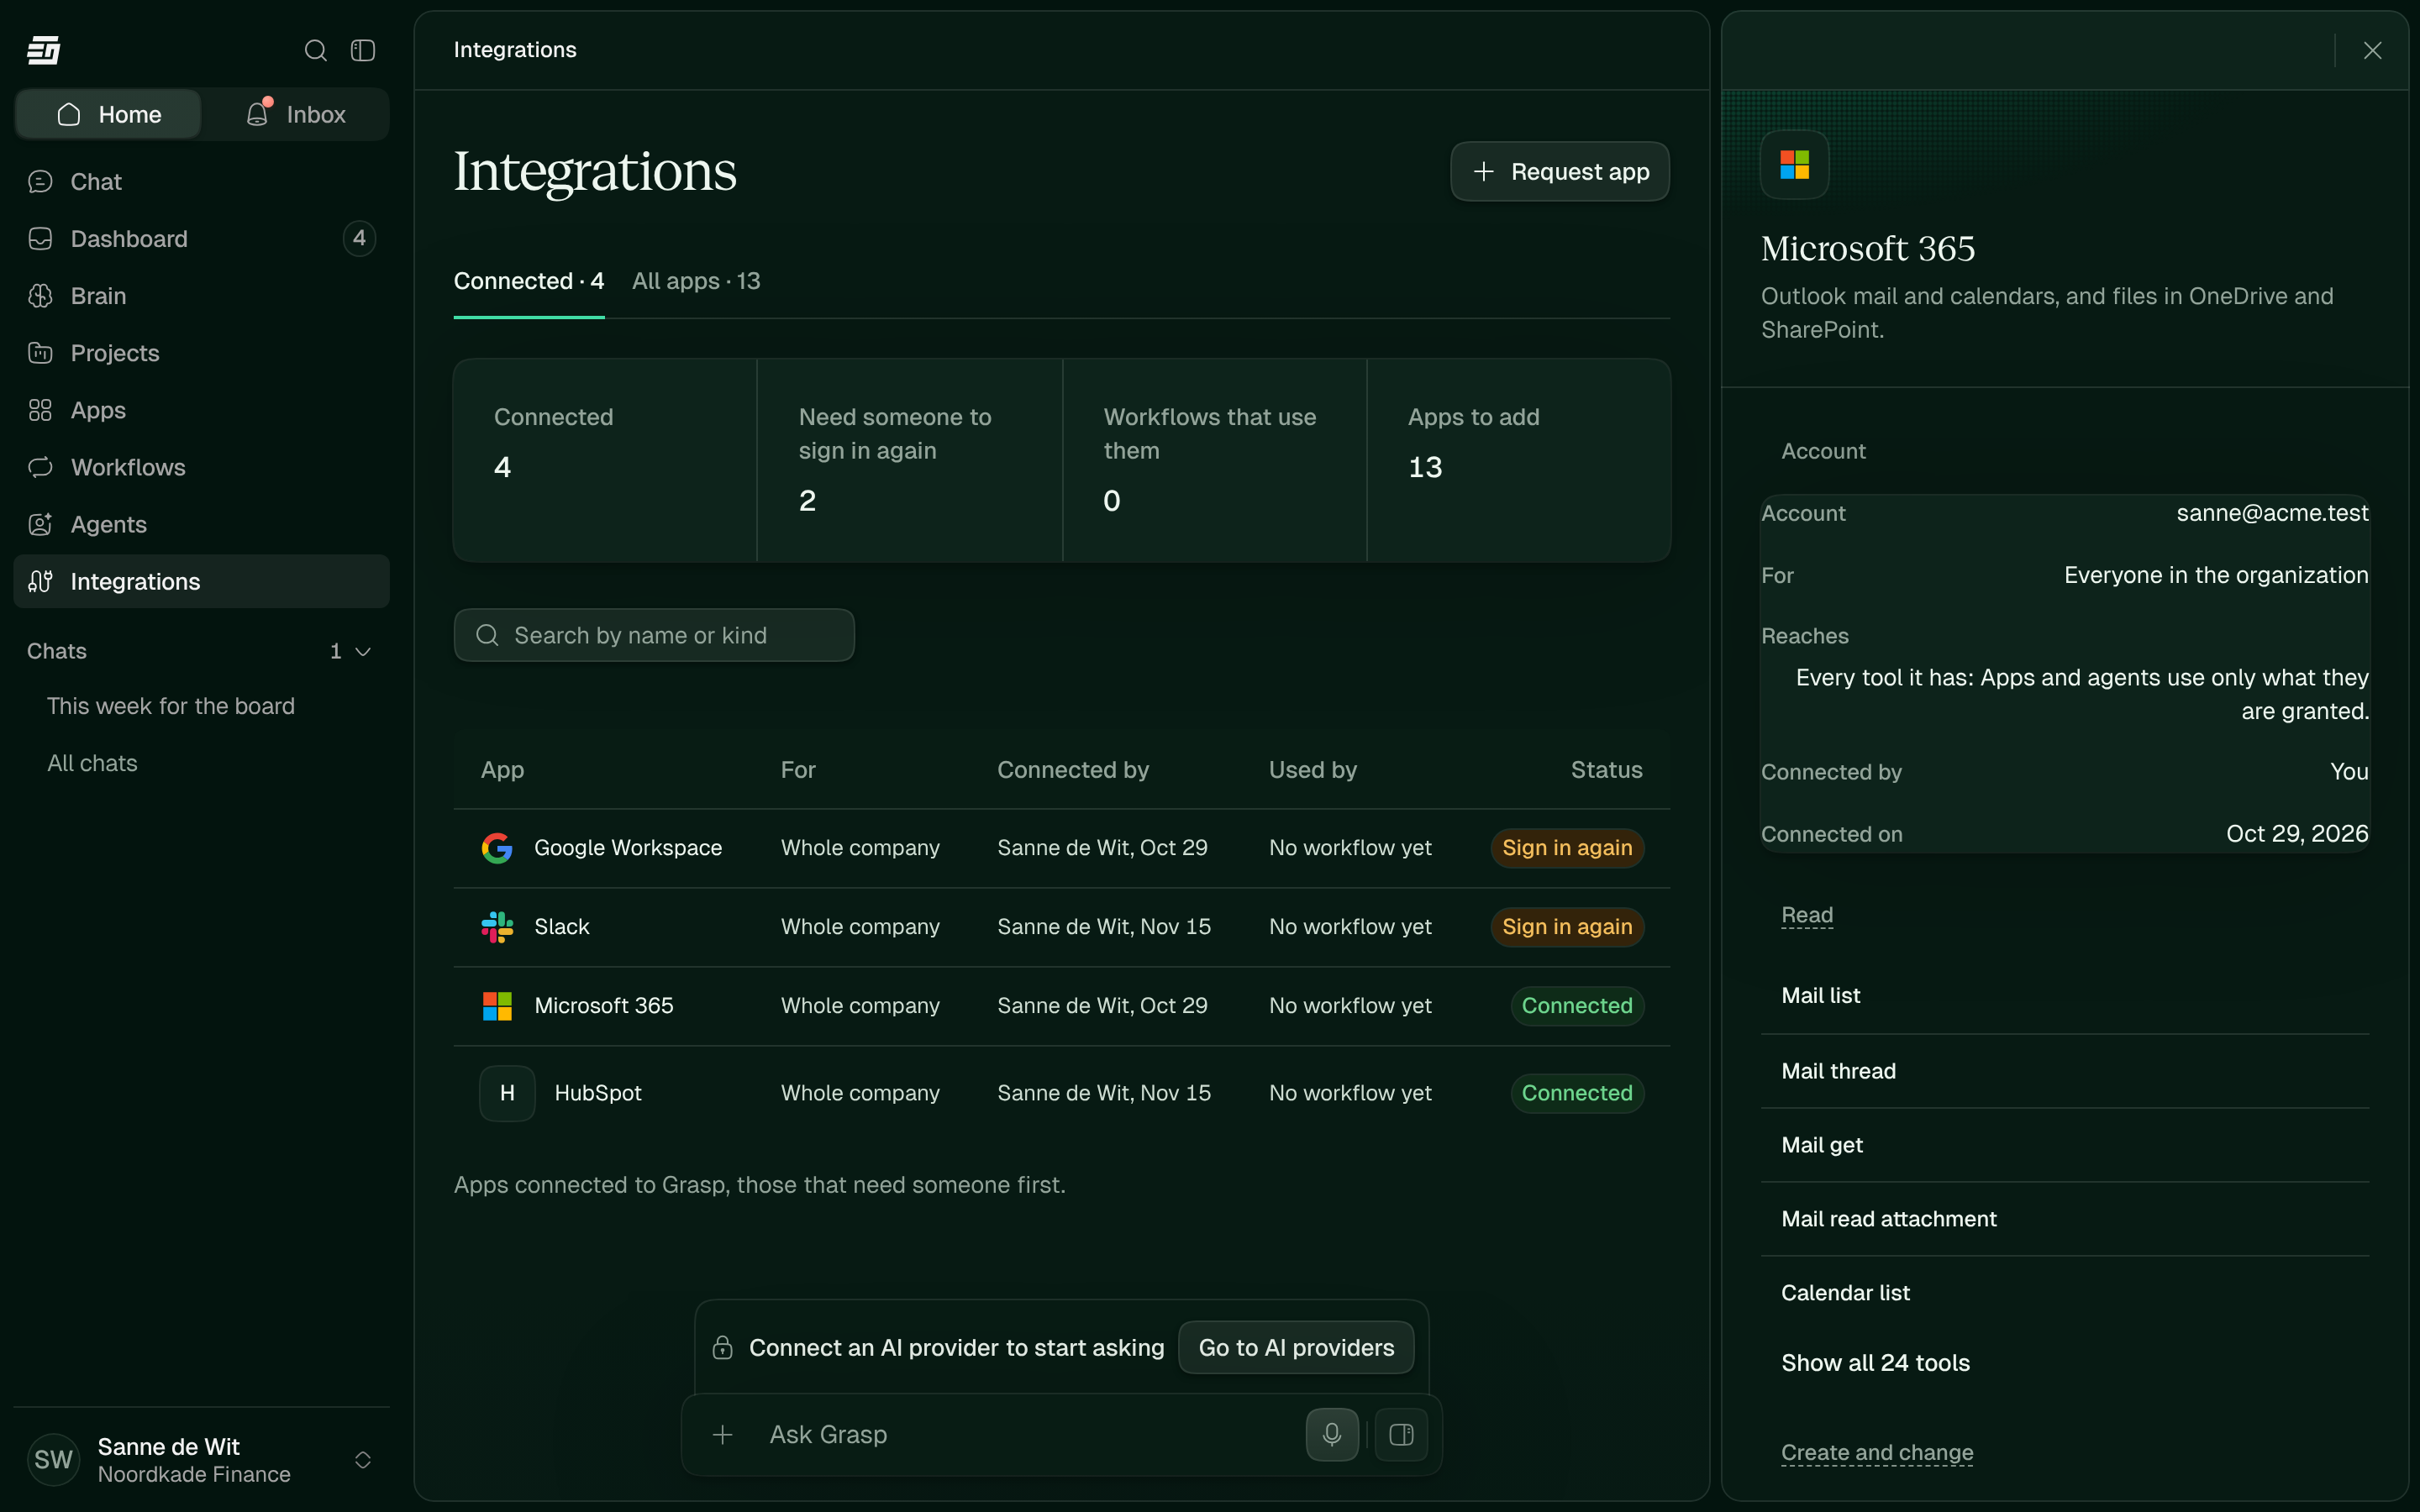 Home
Inbox
Chat
Dashboard
4
Brain
Projects
Apps
Workflows
Agents
Integrations
Chats
1
This week for the board
All chats
SW
Sanne de Wit
Noordkade Finance
Integrations
Integrations
Request app
Connected · 4
All apps · 13
Connected
4
Need someone to
sign in again
2
Workflows that use
them
0
Apps to add
13
Search by name or kind
App For Connected by Used by Status
Google Workspace Whole company Sanne de Wit, Oct 29 No workflow yet Sign in again
Slack Whole company Sanne de Wit, Nov 15 No workflow yet Sign in again
Microsoft 365 Whole company Sanne de Wit, Oct 29 No workflow yet Connected
H HubSpot Whole company Sanne de Wit, Nov 15 No workflow yet Connected
Apps connected to Grasp, those that need someone first.
Connect an AI provider to start asking
Go to AI providers
Ask Grasp
Microsoft 365
Outlook mail and calendars, and files in OneDrive and
SharePoint.
Account
Account sanne@acme.test
For Everyone in the organization
Reaches
Every tool it has: Apps and agents use only what they
are granted.
Connected by You
Connected on Oct 29, 2026
Read
Mail list
Mail thread
Mail get
Mail read attachment
Calendar list
Show all 24 tools
Create and change